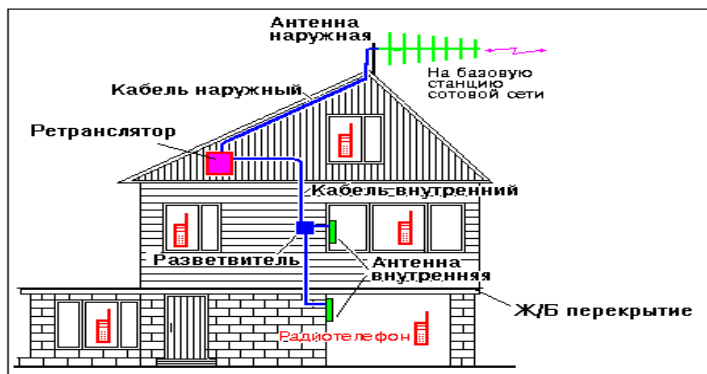 Антенна
наружная
На базовую
станцию
сотовой сети
Кабель наружный
Ретранслятор
Кабель внутренний
Разветвитель
Антенна
внутренняя
Ж/Б перекрытие
Радиотелефон